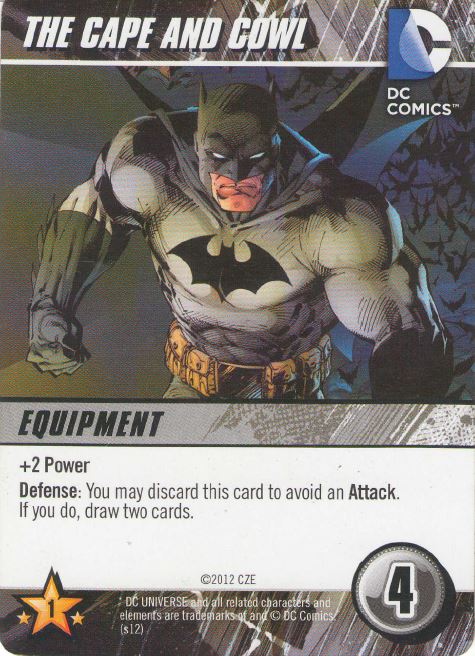 THE CAPE AND COWL
DC
COMICS™
EQUIPMENT
+2 Power
Defense: You may discard this card to avoid an Attack.
If you do, draw two cards.
©2012 CZE
1
* DC UNIVERSE and all related characters and
elements are trademarks of and © DC Comics.
(s12)
4